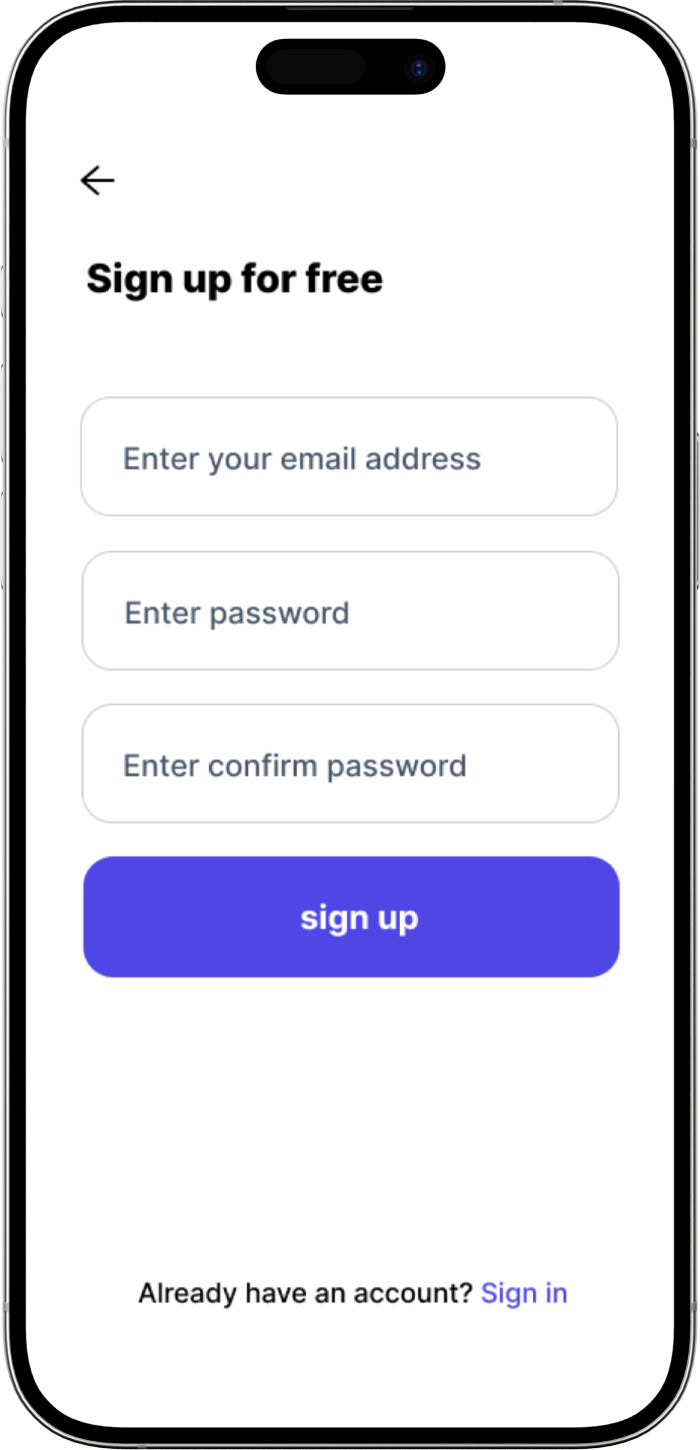 Sign up for free
Enter your email address
Enter password
Enter confirm password
sign up
Already have an account? Sign in